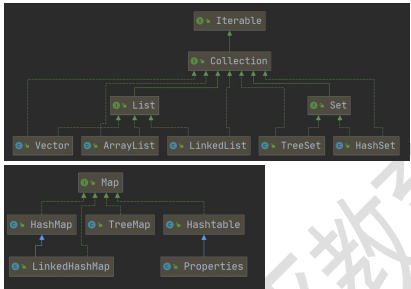 Iterable
Collection
List Set
Vector ArrayList LinkedList TreeSet HashSet
Map
HashMap TreeMap Hashtable
LinkedHashMap Properties